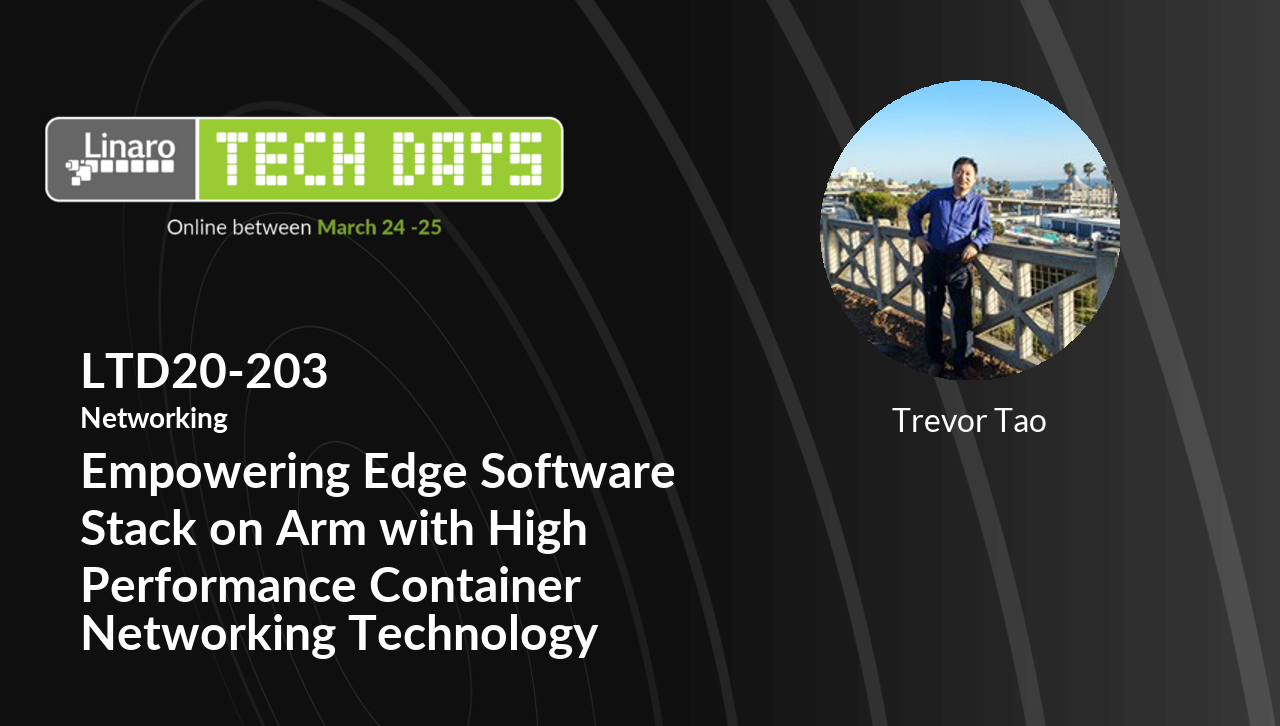 Linaro
TECH DAYS
Online between March 24 -25
LTD20-203
Networking
Empowering Edge Software
Stack on Arm with High
Performance Container
Networking Technology
Trevor Tao